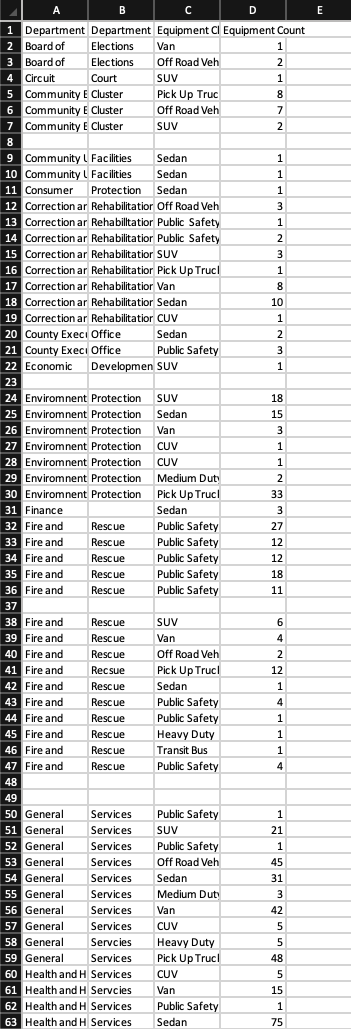 A B C D E
1 Department Department Equipment Cl Equipment Count
2 Board of Elections Van 1
3 Board of Elections Off Road Veh 2
4 Circuit Court SUV 1
5 Community E Cluster Pick Up Truc 8
6 Community E Cluster Off Road Veh 7
7 Community E Cluster SUV 2
8
9 Community U Facilities Sedan 1
10 Community U Facilities Sedan 1
11 Consumer Protection Sedan 1
12 Correction ar Rehabilitation Off Road Veh 3
13 Correction ar Rehabilltation Public Safety 1
14 Correction ar Rehabilitation Public Safety 2
15 Correction ar Rehabilitation SUV 3
16 Correction ar Rehabilitation Pick Up Truck 1
17 Correction ar Rehabilitation Van 8
18 Correction ar Rehabilitation Sedan 10
19 Correction ar Rehabilitation CUV 1
20 County Execu Office Sedan 2
21 County Execu Office Public Safety 3
22 Economic Developmen SUV 1
23
24 Enviromnent Protection SUV 18
25 Enviromnent Protection Sedan 15
26 Enviromnent Protection Van 3
27 Enviromnent Protection CUV 1
28 Enviromnent Protection CUV 1
29 Enviromnent Protection Medium Duty 2
30 Enviromnent Protection Pick Up Truck 33
31 Finance Sedan 3
32 Fire and Rescue Public Safety 27
33 Fire and Rescue Public Safety 12
34 Fire and Rescue Public Safety 12
35 Fire and Rescue Public Safety 18
36 Fire and Rescue Public Safety 11
37
38 Fire and Rescue SUV 6
39 Fire and Rescue Van 4
40 Fire and Rescue Off Road Veh 2
41 Fire and Recsue Pick Up Truck 12
42 Fire and Rescue Sedan 1
43 Fire and Rescue Public Safety 4
44 Fire and Rescue Public Safety 1
45 Fire and Rescue Heavy Duty 1
46 Fire and Rescue Transit Bus 1
47 Fire and Rescue Public Safety 4
48
49
50 General Services Public Safety 1
51 General Services SUV 21
52 General Services Public Safety 1
53 General Services Off Road Veh 45
54 General Services Sedan 31
55 General Services Medium Duty 3
56 General Services Van 42
57 General Services CUV 5
58 General Servcies Heavy Duty 5
59 General Services Pick Up Truck 48
60 Health and H Services CUV 5
61 Health and H Services Van 15
62 Health and H Services Public Safety 1
63 Health and H Services Sedan 75